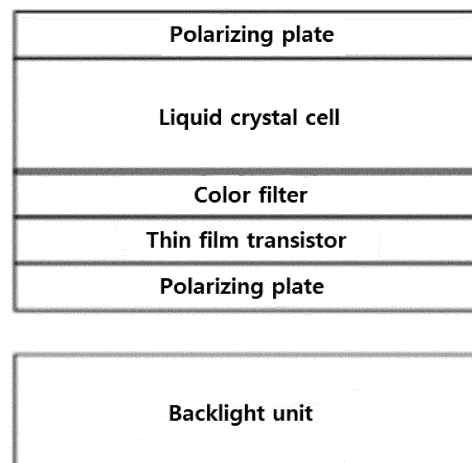 Polarizing plate
Liquid crystal cell
Color filter
Thin film transistor
Polarizing plate
Backlight unit